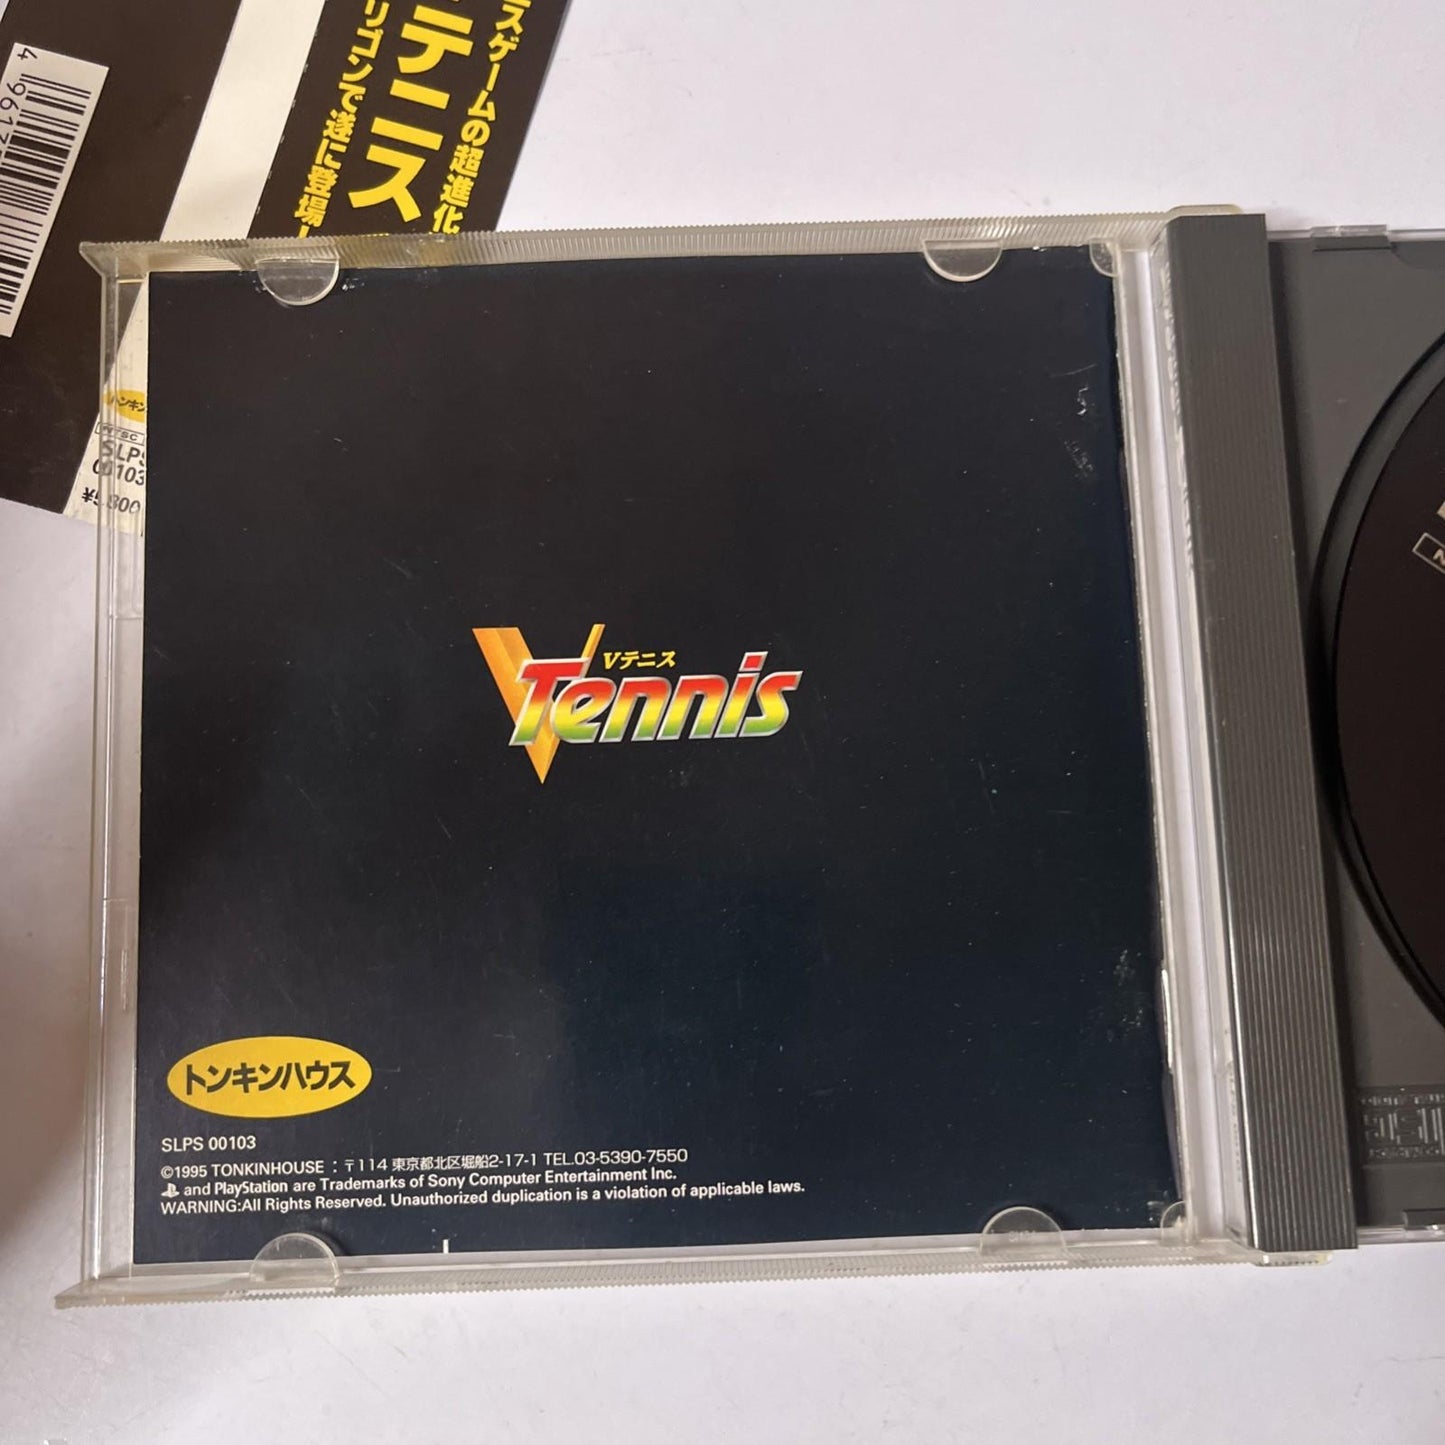 スゲームの超進化
テニス
リゴンで遂に登場!
トンキン
SLPS
00103
Vテニス
V Tennis
トンキンハウス
SLPS 00103
©1995 TONKINHOUSE : 〒114 東京都北区堀船2-17-1 TEL.03-5390-7550
and PlayStation are Trademarks of Sony Computer Entertainment Inc.
WARNING:All Rights Reserved. Unauthorized duplication is a violation of applicable laws.